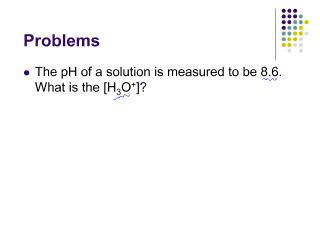 Problems
The pH of a solution is measured to be 8.6.
What is the [H₃O⁺]?